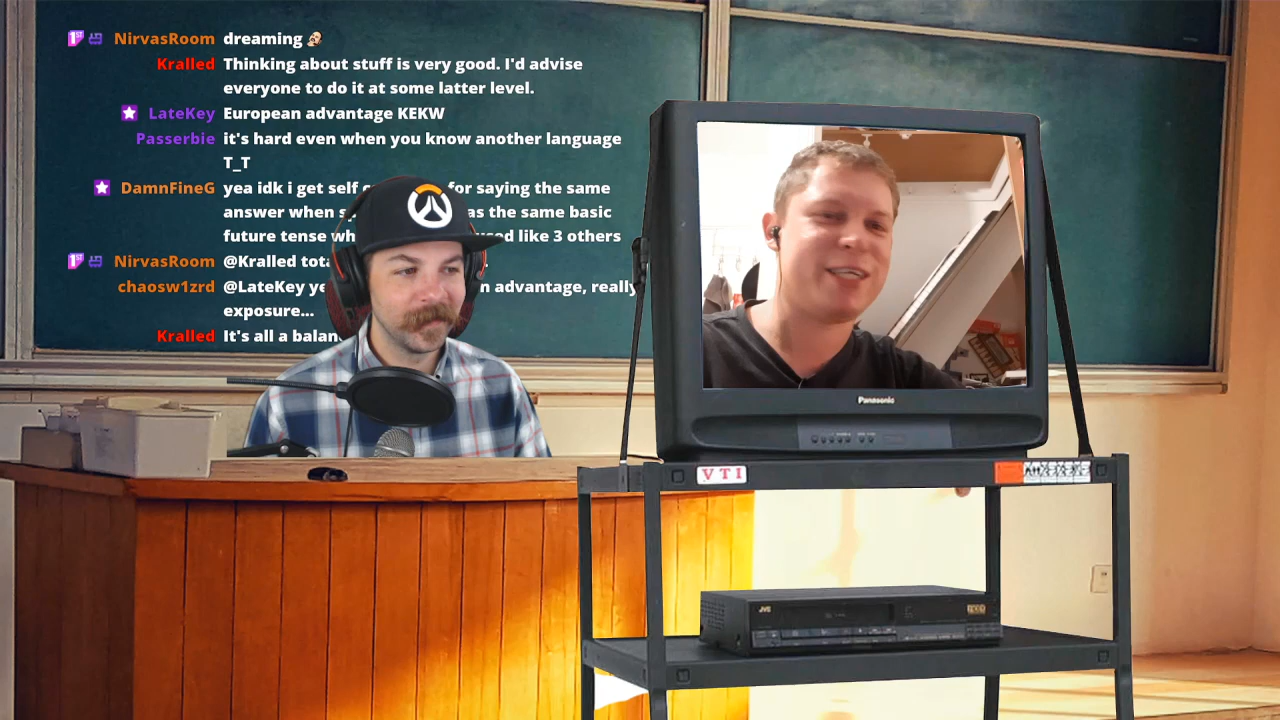 NirvasRoom dreaming
Kralled Thinking about stuff is very good. I'd advise
everyone to do it at some latter level.
LateKey European advantage KEKW
Passerbie it's hard even when you know another language
T_T
DamnFineG yea idk i get self for saying the same
answer when as the same basic
future tense used like 3 others
NirvasRoom @Kralled
chaosw1zrd @LateKey advantage, really
exposure...
Kralled It's all a
Panasonic
VTI
JVC